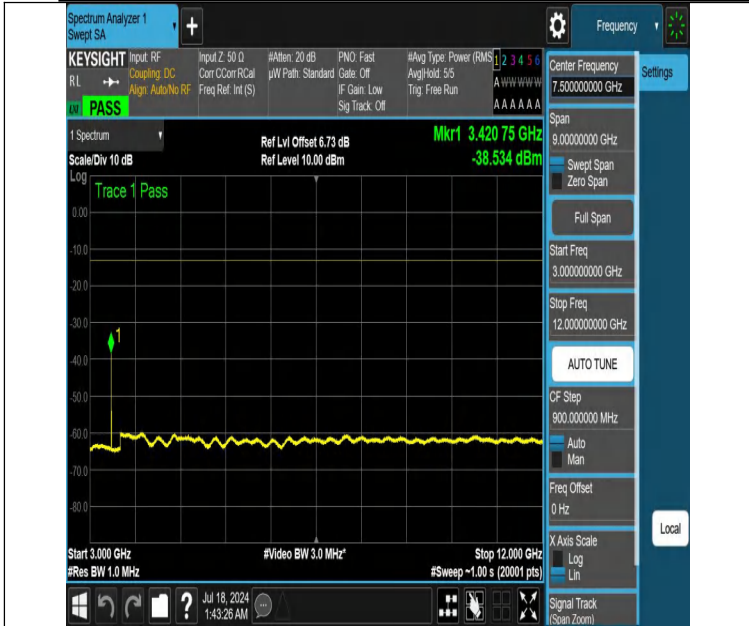 Spectrum Analyzer 1
Swept SA
+
Frequency
KEYSIGHT
RL
PASS
Input: RF
Coupling: DC
Align: Auto/No RF
Input Z: 50 Ω
Corr CCorr RCal
Freq Ref: Int (S)
#Atten: 20 dB
µW Path: Standard
PNO: Fast
Gate: Off
IF Gain: Low
Sig Track: Off
#Avg Type: Power (RMS
Avg|Hold: 5/5
Trig: Free Run
1 2 3 4 5 6
A W W W W W
A A A A A A
1 Spectrum
Scale/Div 10 dB
Ref Lvl Offset 6.73 dB
Ref Level 10.00 dBm
Mkr1 3.420 75 GHz
-38.534 dBm
Log
Trace 1 Pass
0.00
-10.0
-20.0
-30.0
1
-40.0
-50.0
-60.0
-70.0
-80.0
Start 3.000 GHz
#Res BW 1.0 MHz
#Video BW 3.0 MHz*
Stop 12.000 GHz
#Sweep ~1.00 s (20001 pts)
?
Jul 18, 2024
1:43:26 AM
Center Frequency
7.500000000 GHz
Settings
Span
9.00000000 GHz
Swept Span
Zero Span
Full Span
Start Freq
3.000000000 GHz
Stop Freq
12.000000000 GHz
AUTO TUNE
CF Step
900.000000 MHz
Auto
Man
Freq Offset
0 Hz
X Axis Scale
Log
Lin
Local
Signal Track
(Span Zoom)